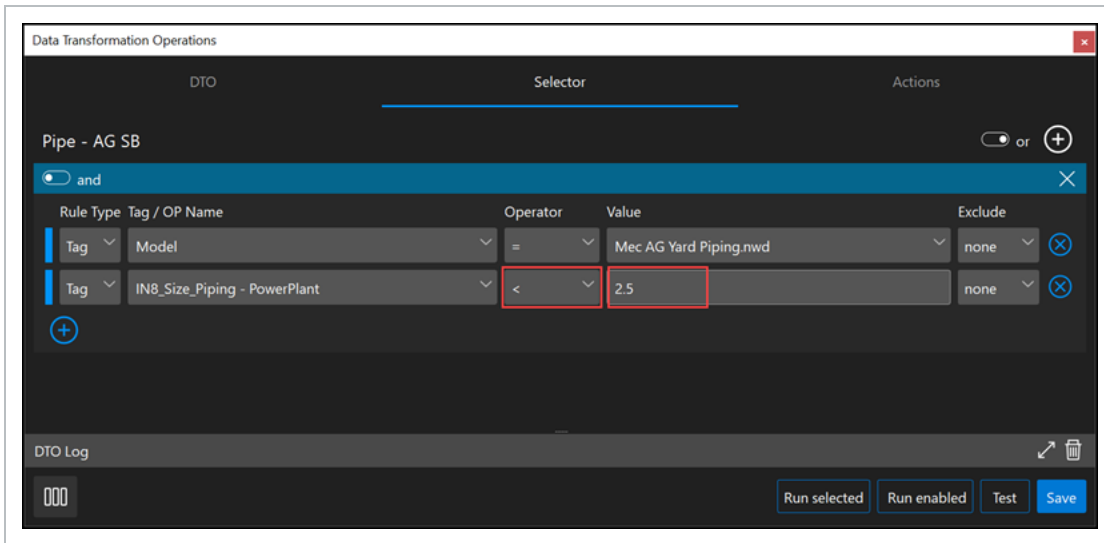 Data Transformation Operations
DTO Selector Actions
Pipe - AG SB or
and
Rule Type Tag / OP Name Operator Value Exclude
Tag Model = Mec AG Yard Piping.nwd none
Tag IN8_Size_Piping - PowerPlant < 2.5 none
DTO Log
Run selected Run enabled Test Save